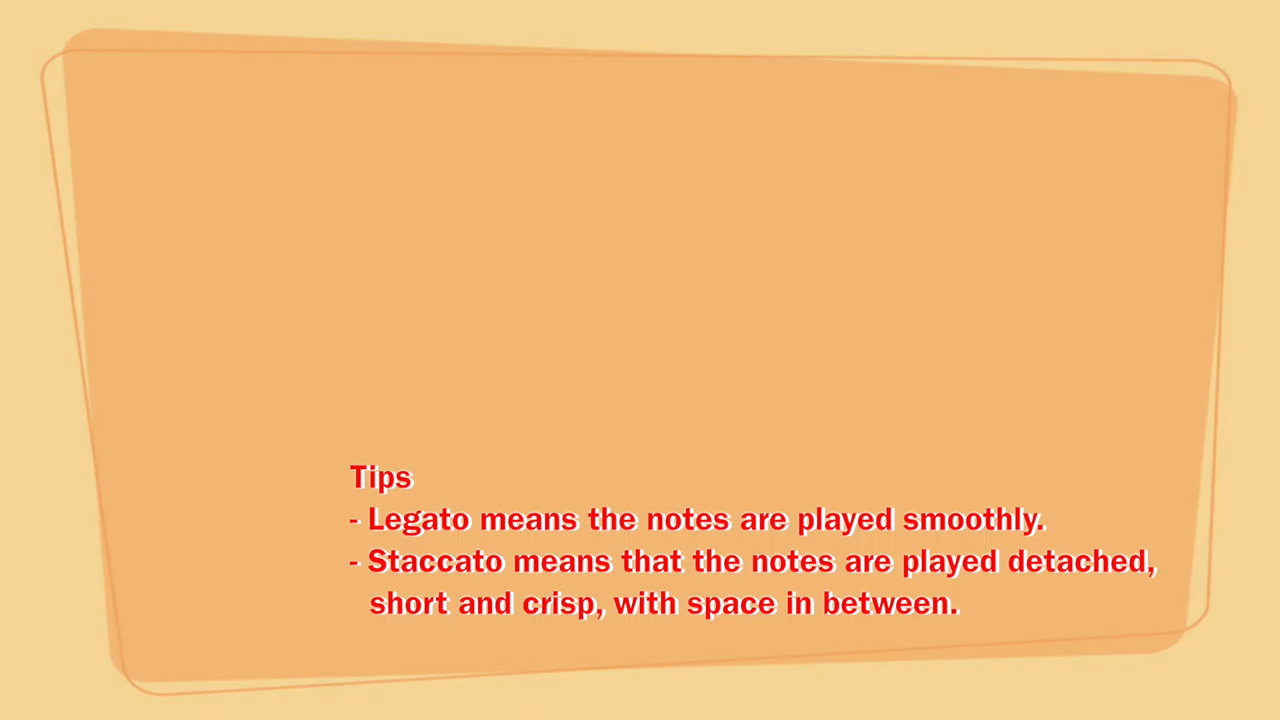 Tips
- Legato means the notes are played smoothly.
- Staccato means that the notes are played detached,
short and crisp, with space in between.